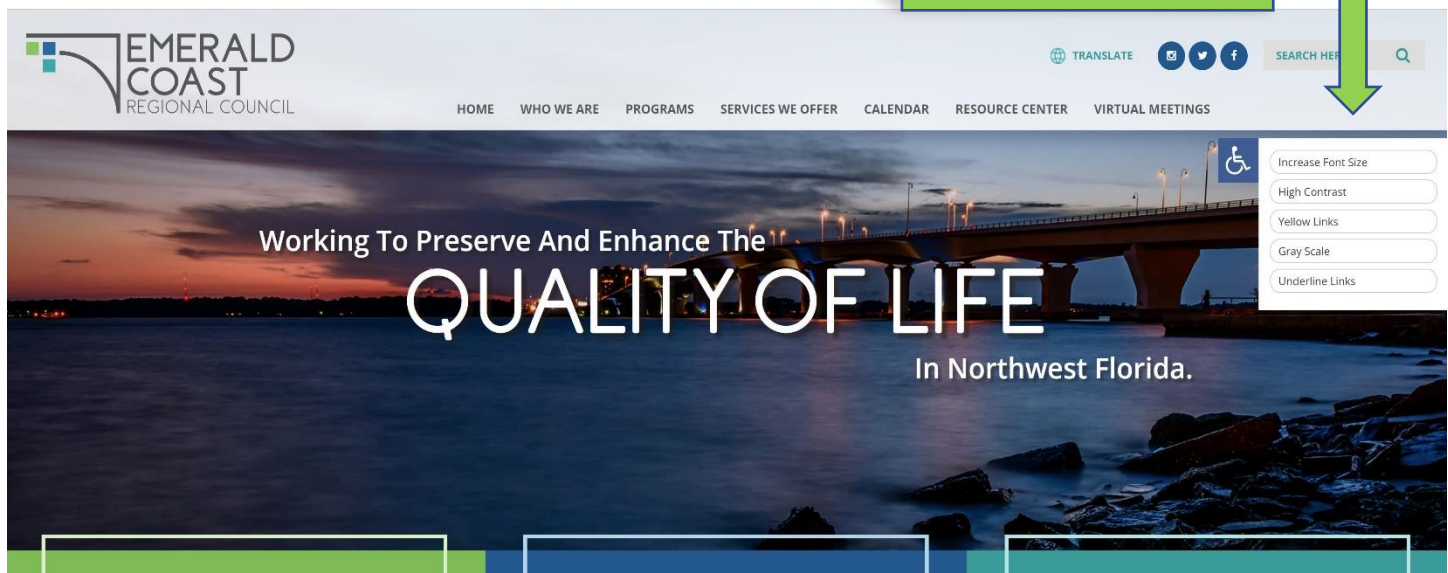 EMERALD
COAST
REGIONAL COUNCIL
TRANSLATE
SEARCH HER
HOME WHO WE ARE PROGRAMS SERVICES WE OFFER CALENDAR RESOURCE CENTER VIRTUAL MEETINGS
Increase Font Size
High Contrast
Yellow Links
Gray Scale
Underline Links
Working To Preserve And Enhance The
QUALITY OF LIFE
In Northwest Florida.